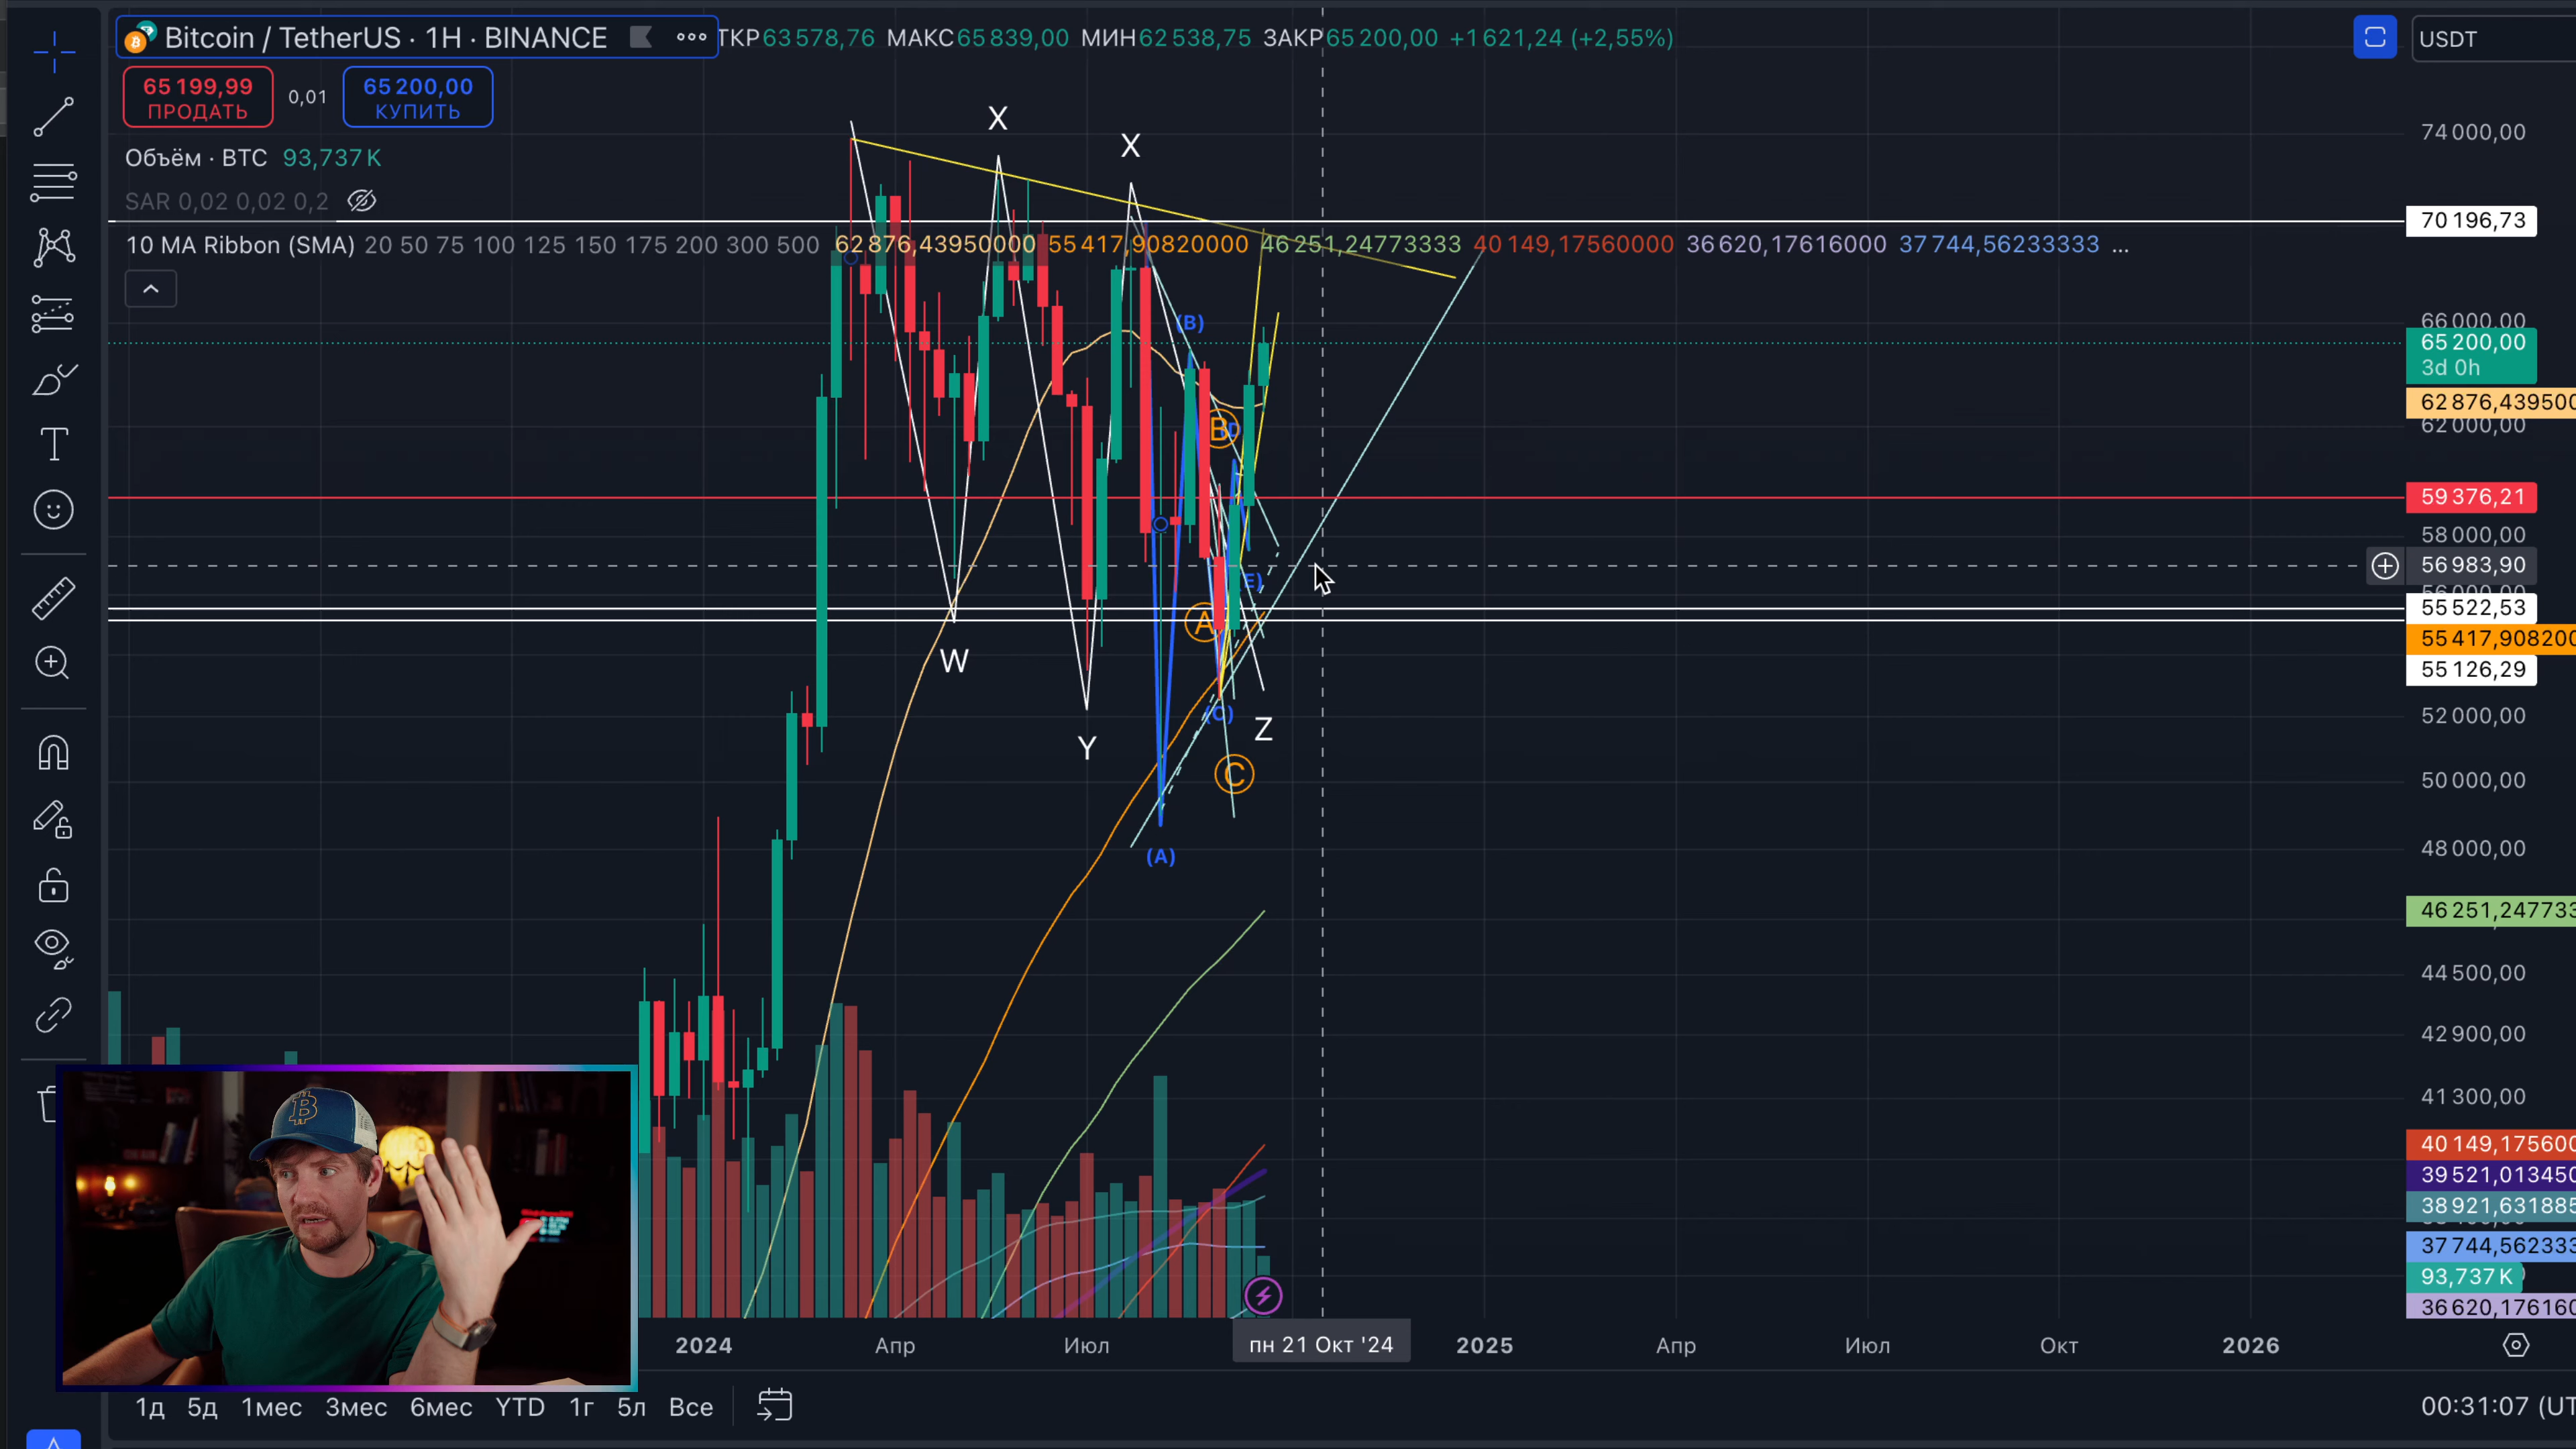 Bitcoin / TetherUS · 1Н · BINANCE
ТКР63 578,76 МАКС65 839,00 МИН62 538,75 ЗАКР65 200,00 +1 621,24 (+2,55%)
USDT
65 199,99
ПРОДАТЬ
0,01
65 200,00
КУПИТЬ
Объём · BTC 93,737 K
SAR 0,02 0,02 0,2
10 MA Ribbon (SMA) 20 50 75 100 125 150 175 200 300 500 62 876,43950000 55 417,90820000 46 251,24773333 40 149,17560000 36 620,17616000 37 744,56233333 ...
X
X
(B)
B
A
W
Y
(C)
Z
C
(A)
74 000,00
70 196,73
66 000,00
65 200,00
3d 0h
62 876,439500
62 000,00
59 376,21
58 000,00
56 983,90
55 522,53
55 417,908200
55 126,29
52 000,00
50 000,00
48 000,00
46 251,247733
44 500,00
42 900,00
41 300,00
40 149,175600
39 521,013450
38 921,631885
37 744,562333
93,737 K
36 620,176160
2024 Апр Июл пн 21 Окт '24 2025 Апр Июл Окт 2026
1д 5д 1мес 3мес 6мес YTD 1г 5л Все
00:31:07 (UT